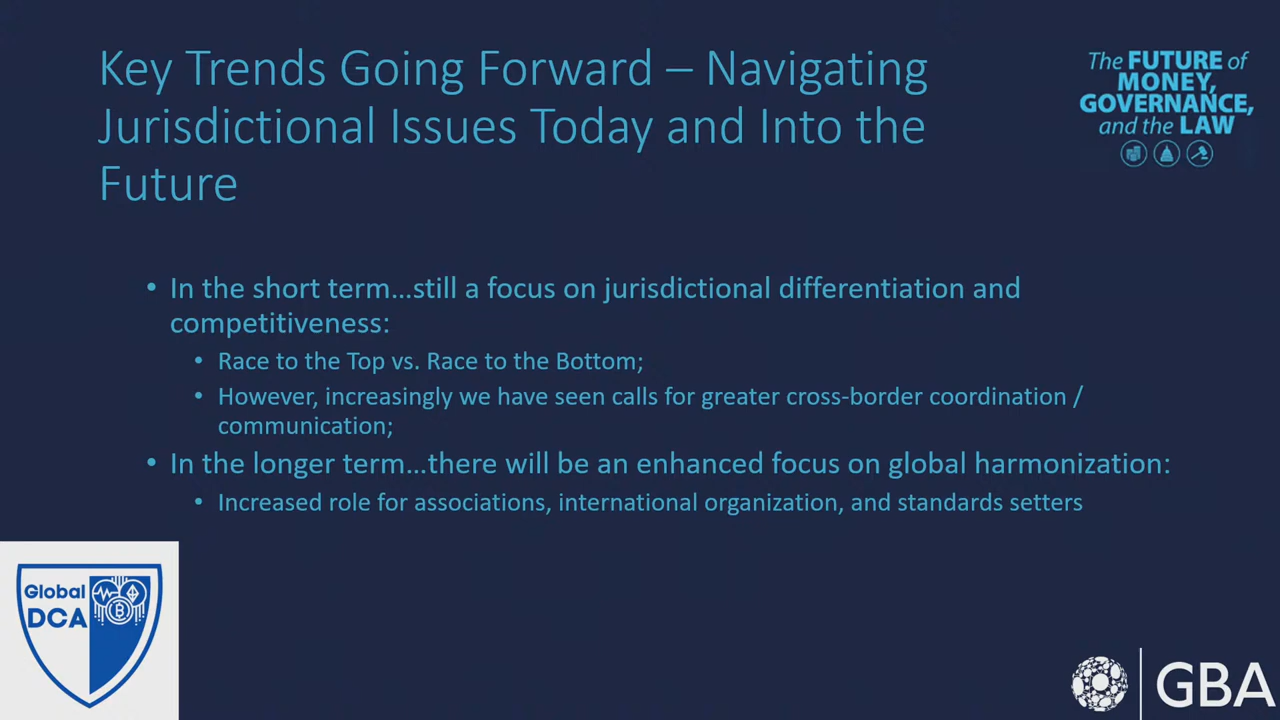 Key Trends Going Forward – Navigating
Jurisdictional Issues Today and Into the
Future
The FUTURE of
MONEY,
GOVERNANCE,
and the LAW
• In the short term...still a focus on jurisdictional differentiation and
competitiveness:
• Race to the Top vs. Race to the Bottom;
• However, increasingly we have seen calls for greater cross-border coordination /
communication;
• In the longer term...there will be an enhanced focus on global harmonization:
• Increased role for associations, international organization, and standards setters
Global
DCA
GBA